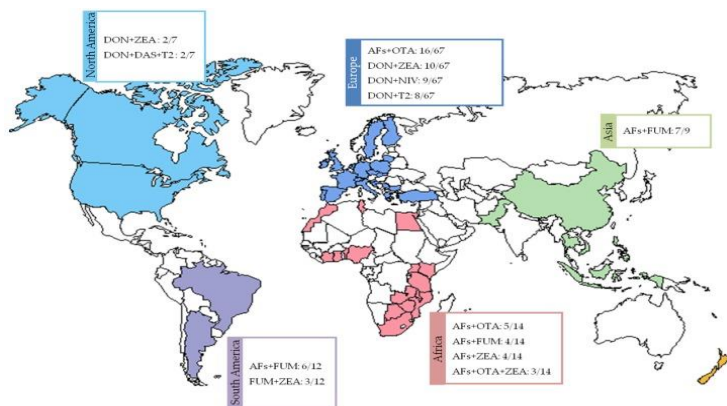 North America
DON+ZEA: 2/7
DON+DAS+T2: 2/7
Europe
AFs+OTA: 16/67
DON+ZEA: 10/67
DON+NIV: 9/67
DON+T2: 8/67
Asia
AFs+FUM: 7/9
South America
AFs+FUM: 6/12
FUM+ZEA: 3/12
Africa
AFs+OTA: 5/14
AFs+FUM: 4/14
AFs+ZEA: 4/14
AFs+OTA+ZEA: 3/14